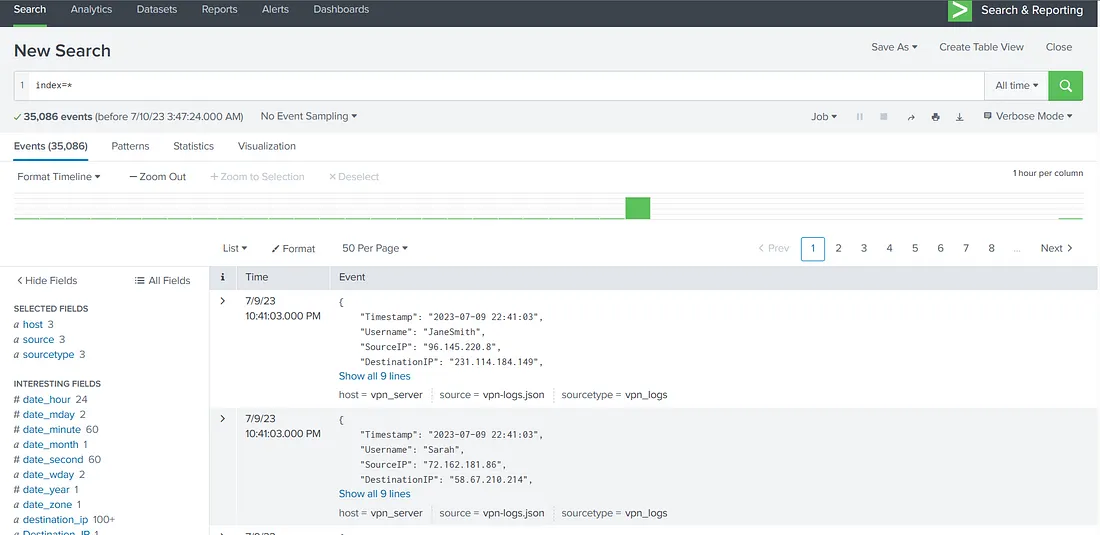 Search Analytics Datasets Reports Alerts Dashboards > Search & Reporting
New Search Save As Create Table View Close
1 index=* All time
35,086 events (before 7/10/23 3:47:24.000 AM) No Event Sampling Job Verbose Mode
Events (35,086) Patterns Statistics Visualization
Format Timeline — Zoom Out + Zoom to Selection × Deselect 1 hour per column
List Format 50 Per Page < Prev 1 2 3 4 5 6 7 8 ... Next >
< Hide Fields All Fields i Time Event
SELECTED FIELDS
a host 3
a source 3
a sourcetype 3
INTERESTING FIELDS
# date_hour 24
# date_mday 2
# date_minute 60
a date_month 1
# date_second 60
a date_wday 2
# date_year 1
a date_zone 1
a destination_ip 100+
a Destination_IP 1
> 7/9/23
10:41:03.000 PM
{
"Timestamp": "2023-07-09 22:41:03",
"Username": "JaneSmith",
"SourceIP": "96.145.220.8",
"DestinationIP": "231.114.184.149",
Show all 9 lines
host = vpn_server source = vpn-logs.json sourcetype = vpn_logs
> 7/9/23
10:41:03.000 PM
{
"Timestamp": "2023-07-09 22:41:03",
"Username": "Sarah",
"SourceIP": "72.162.181.86",
"DestinationIP": "58.67.210.214",
Show all 9 lines
host = vpn_server source = vpn-logs.json sourcetype = vpn_logs